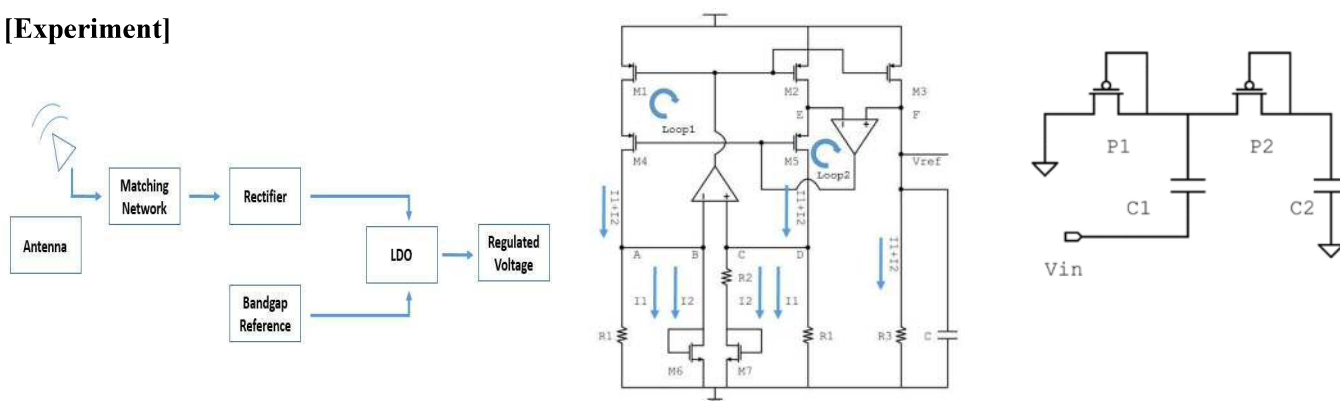 [Experiment]
Antenna
Matching
Network
Rectifier
LDO
Regulated
Voltage
Bandgap
Reference
M1
M2
M3
Loop1
E
F
M4
M5
Loop2
Vref
I1+I2
I1+I2
I1+I2
A
B
C
D
R2
I1
I2
I2
I1
R1
M6
M7
R1
R3
C
P1
P2
C1
C2
Vin